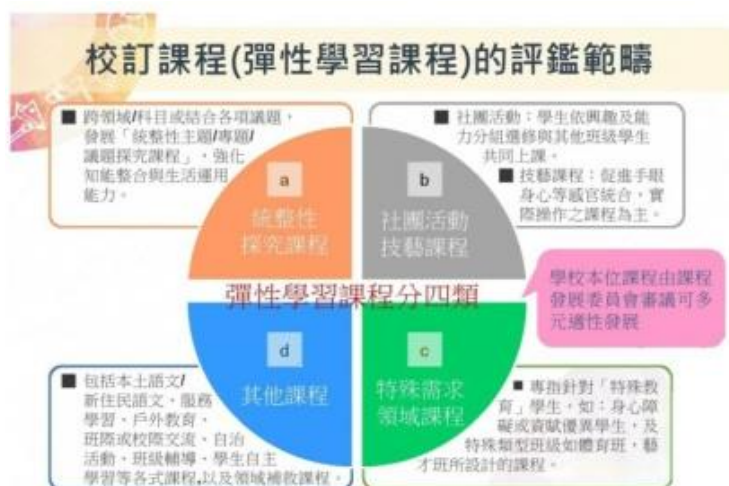 校訂課程(彈性學習課程)的評鑑範疇
■ 跨領域/科目或結合各項議題，
發展「統整性主題/專題/
議題探究課程」，強化
知能整合與生活運用
能力。
■ 社團活動：學生依興趣及能
力分組選修與其他班級學生
共同上課。
■ 技藝課程：促進手眼
身心等感官統合，實
際操作之課程為主。
a
統整性
探究課程
b
社團活動
技藝課程
彈性學習課程分四類
學校本位課程由課程
發展委員會審議可多
元適性發展
d
其他課程
c
特殊需求
領域課程
■ 包括本土語文/
新住民語文、服務
學習、戶外教育、
班際或校際交流、自治
活動、班級輔導、學生自主
學習等各式課程,以及領域補救課程。
■ 專指針對「特殊教
育」學生，如：身心障
礙或資賦優異學生，及
特殊類型班級如體育班，藝
才班所設計的課程。